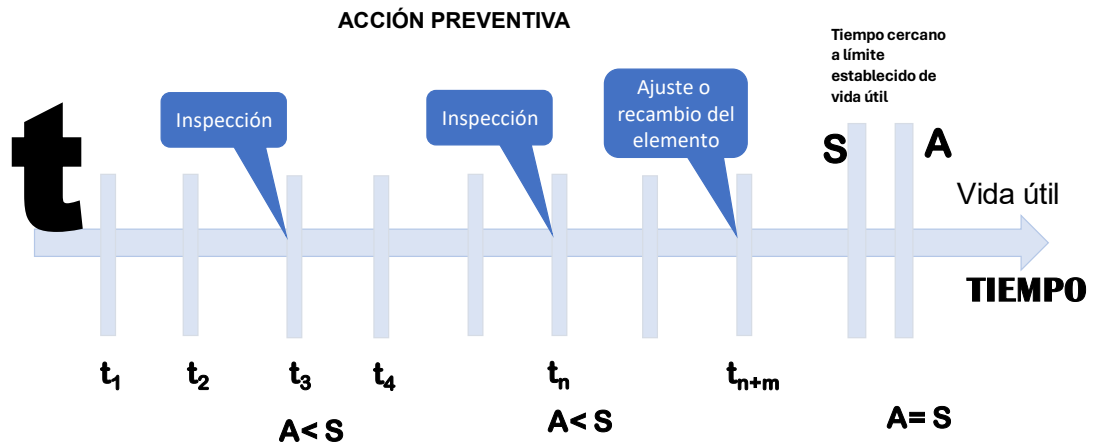 ACCIÓN PREVENTIVA
Tiempo cercano
a límite
establecido de
vida útil
Inspección
Inspección
Ajuste o
recambio del
elemento
t
S
A
Vida útil
TIEMPO
t₁
t₂
t₃
t₄
tₙ
tₙ₊ₘ
A< S
A< S
A= S